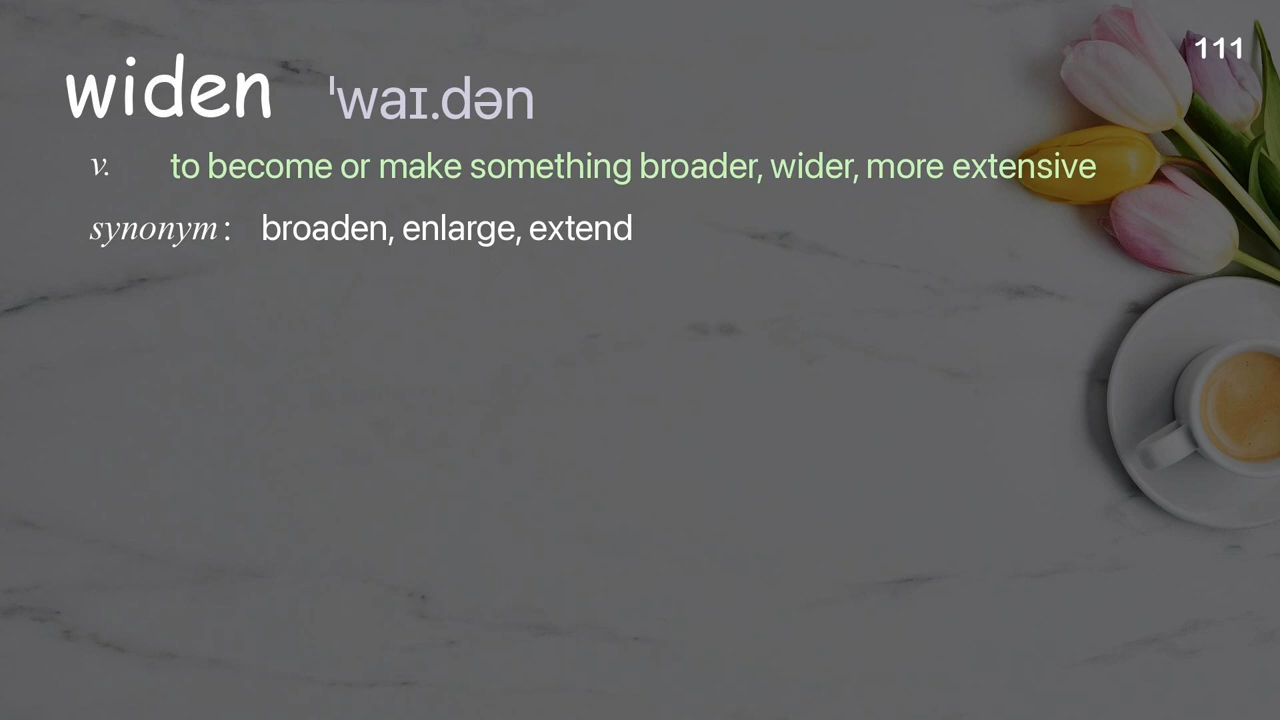 111
widen ˈwaɪ.dən
v. to become or make something broader, wider, more extensive
synonym: broaden, enlarge, extend